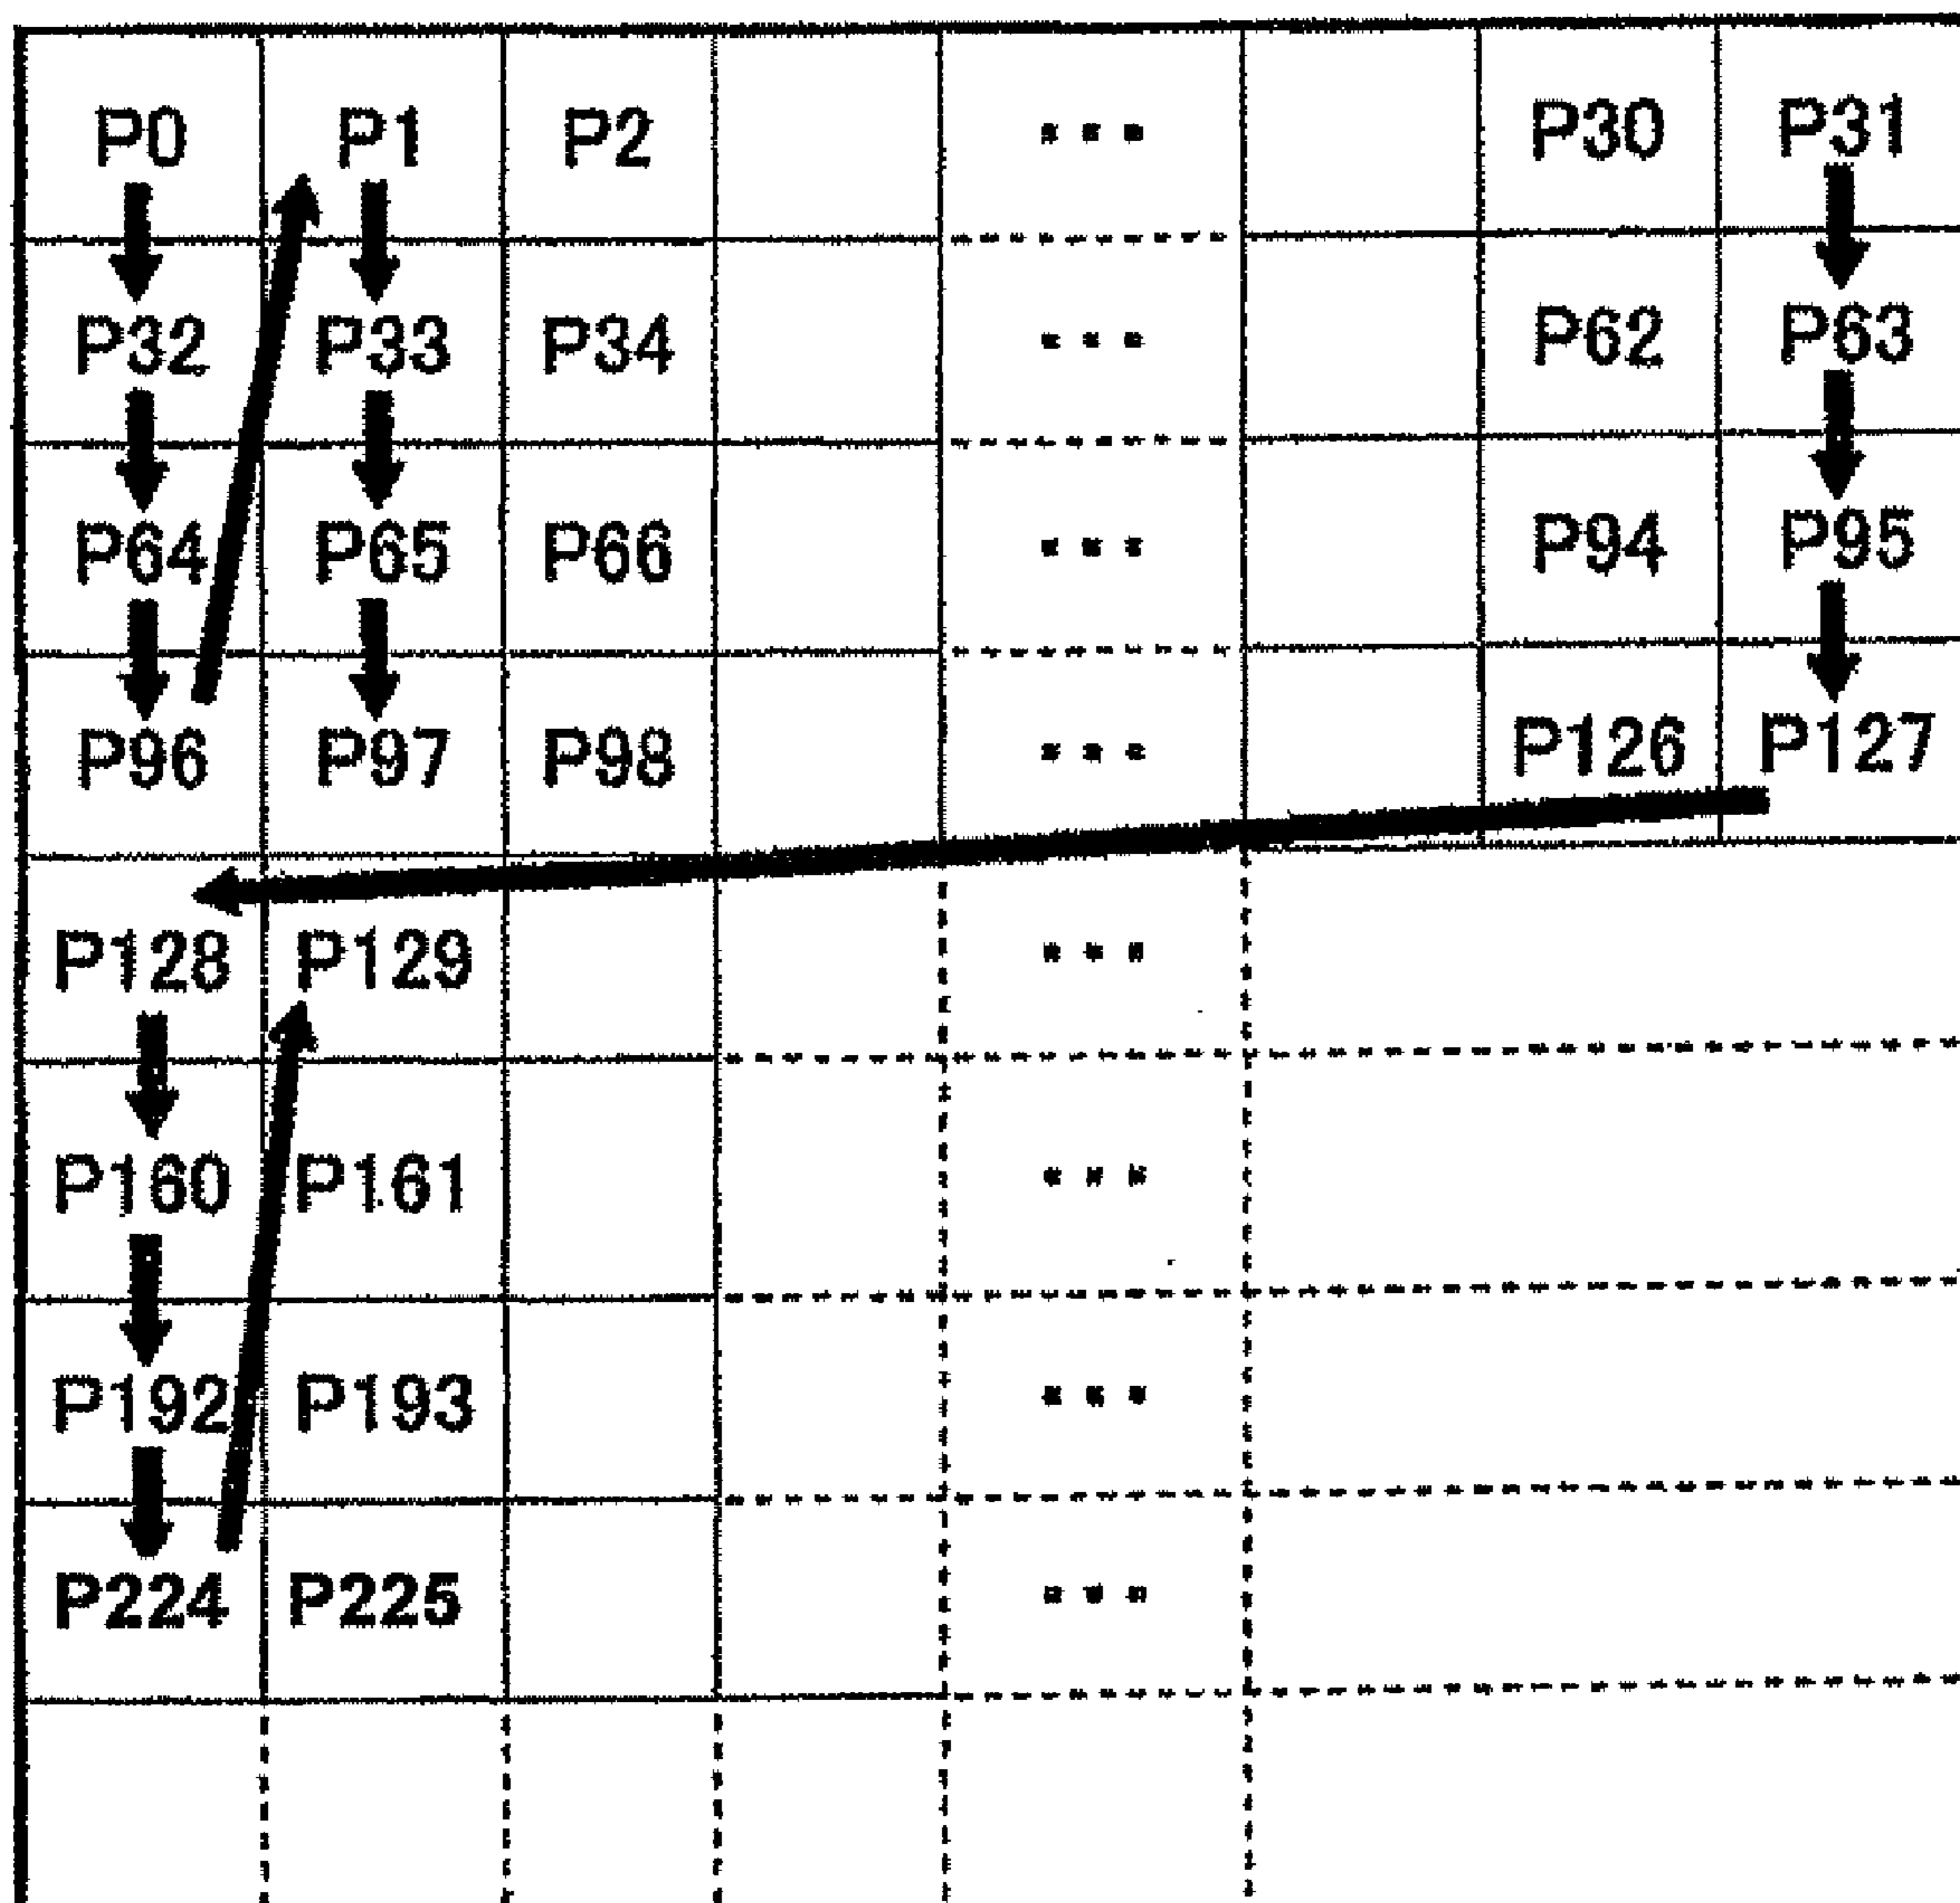 P0 P1 P2 ... P30 P31
P32 P33 P34 ... P62 P63
P64 P65 P66 ... P94 P95
P96 P97 P98 ... P126 P127
P128 P129 ...
P160 P161 ...
P192 P193 ...
P224 P225 ...